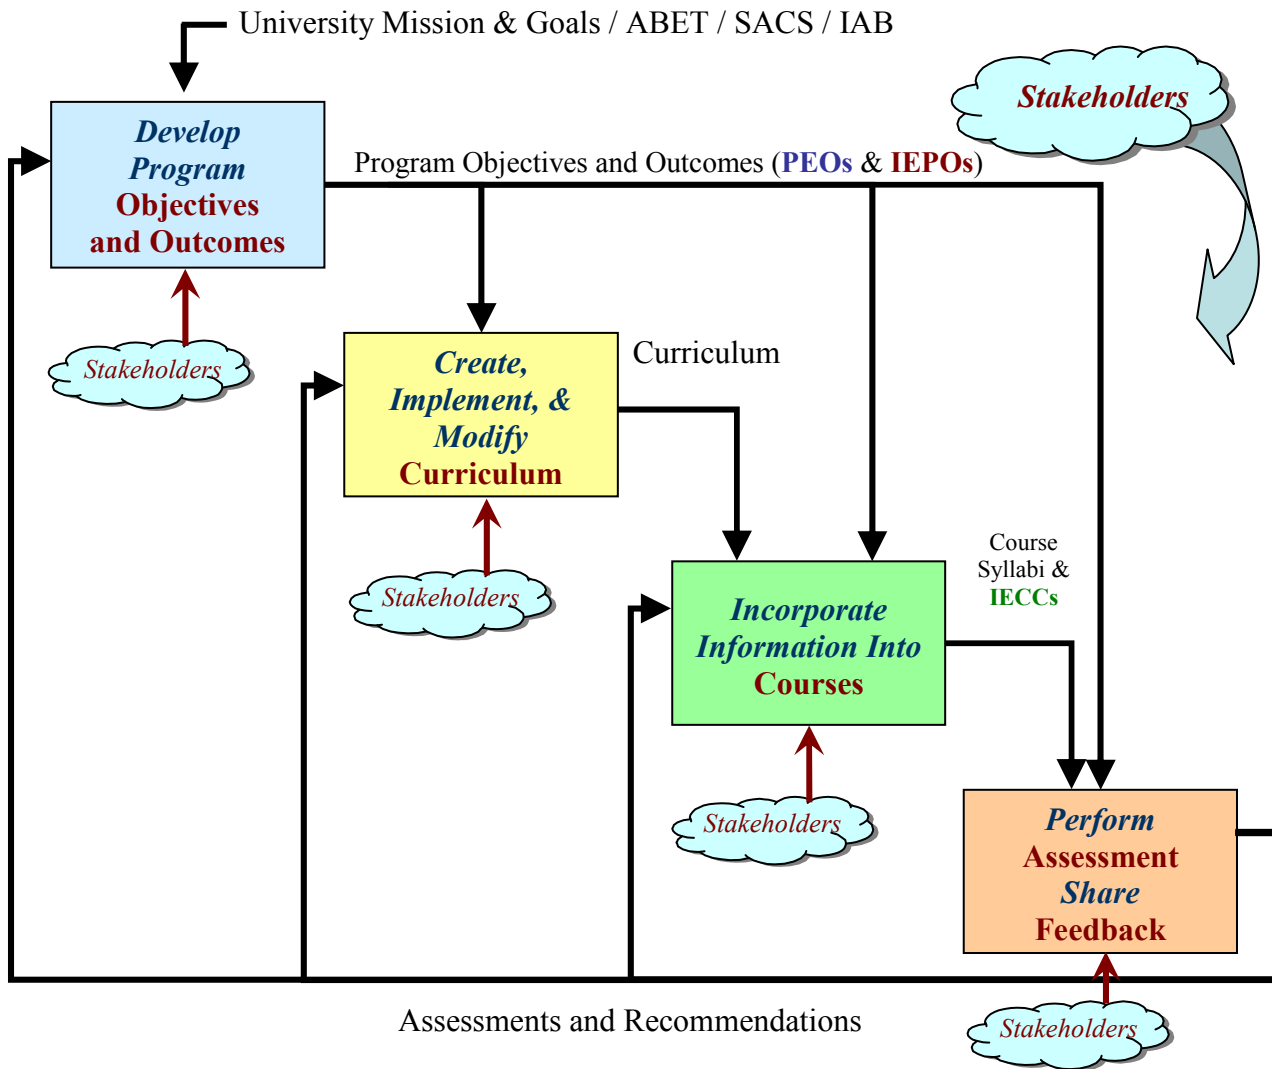 University Mission & Goals / ABET / SACS / IAB
Stakeholders
Develop
Program
Objectives
and Outcomes
Program Objectives and Outcomes (PEOs & IEPOs)
Stakeholders
Create,
Implement, &
Modify
Curriculum
Curriculum
Stakeholders
Course
Syllabi &
IECCs
Incorporate
Information Into
Courses
Stakeholders
Perform
Assessment
Share
Feedback
Assessments and Recommendations
Stakeholders